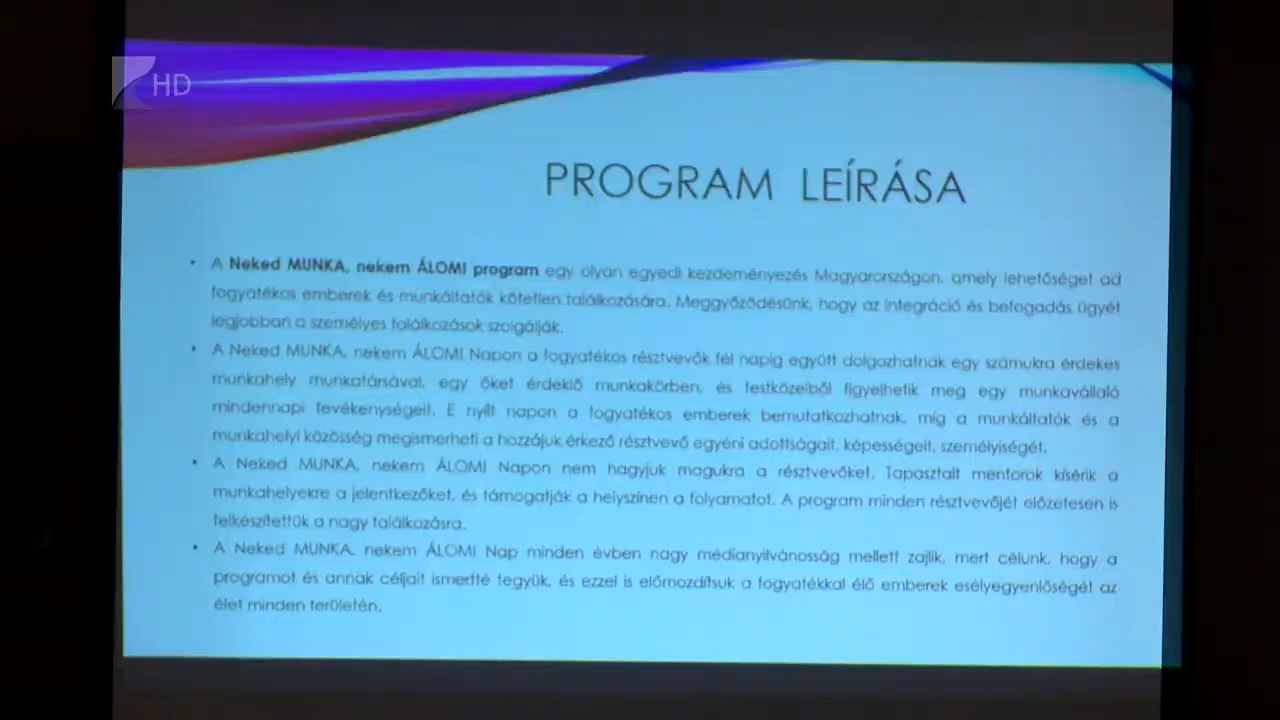 HD
PROGRAM LEÍRÁSA
• A Neked MUNKA, nekem ÁLOM! program egy olyan egyedi kezdeményezés Magyarországon, amely lehetőséget ad
fogyatékos emberek és munkáltatók kötetlen találkozására. Meggyőződésünk, hogy az integráció és befogadás ügyét
legjobban a személyes találkozások szolgálják.
• A Neked MUNKA, nekem ÁLOM! Napon a fogyatékos résztvevők fél napig együtt dolgozhatnak egy számukra érdekes
munkahely munkatársával, egy őket érdeklő munkakörben, és testközelből figyelhetik meg egy munkavállaló
mindennapi tevékenységeit. E nyílt napon a fogyatékos emberek bemutatkozhatnak, míg a munkáltatók és a
munkahelyi közösség megismerheti a hozzájuk érkező résztvevő egyéni adottságait, képességeit, személyiségét.
• A Neked MUNKA, nekem ÁLOM! Napon nem hagyjuk magukra a résztvevőket. Tapasztalt mentorok kísérik a
munkahelyekre a jelentkezőket, és támogatják a helyszínen a folyamatot. A program minden résztvevőjét előzetesen is
felkészítettük a nagy találkozásra.
• A Neked MUNKA, nekem ÁLOM! Nap minden évben nagy médianyilvánosság mellett zajlik, mert célunk, hogy a
programot és annak céljait ismertté tegyük, és ezzel is előmozdítsuk a fogyatékkal élő emberek esélyegyenlőségét az
élet minden területén.